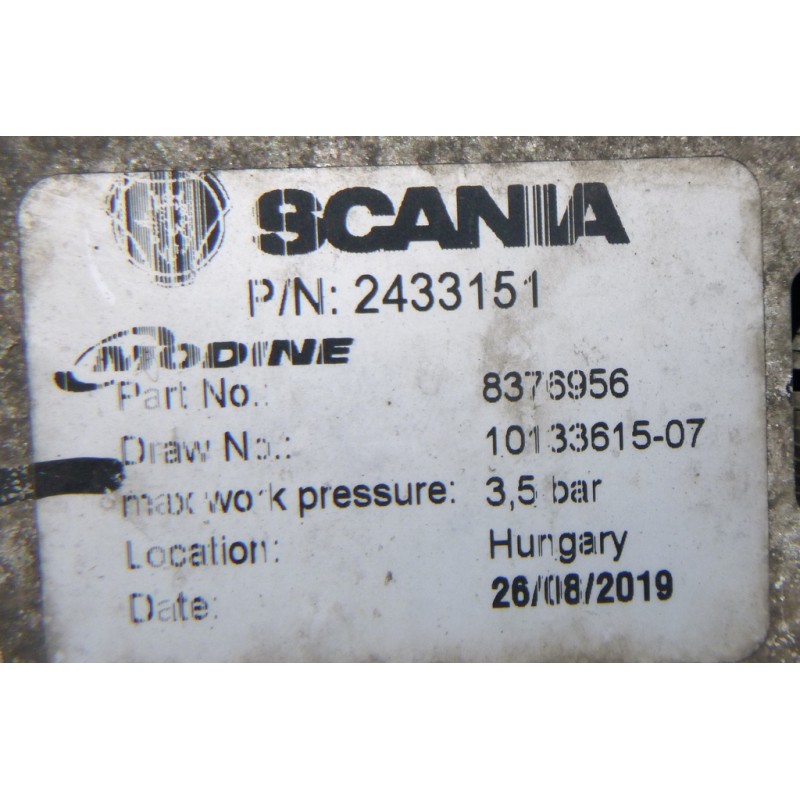 SCANIA
P/N: 2433151
MODINE
Part No.: 8376956
Draw No.: 10133615-07
max work pressure: 3,5 bar
Location: Hungary
Date: 26/08/2019